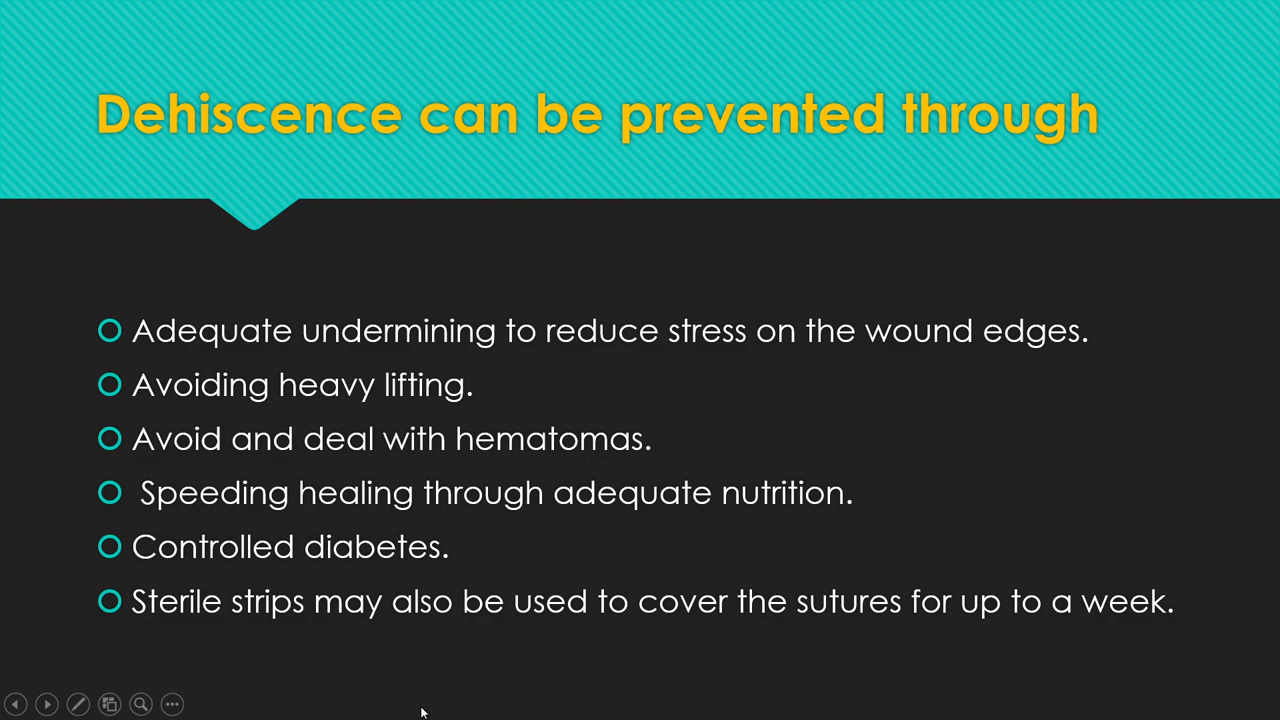 Dehiscence can be prevented through
Adequate undermining to reduce stress on the wound edges.
Avoiding heavy lifting.
Avoid and deal with hematomas.
Speeding healing through adequate nutrition.
Controlled diabetes.
Sterile strips may also be used to cover the sutures for up to a week.